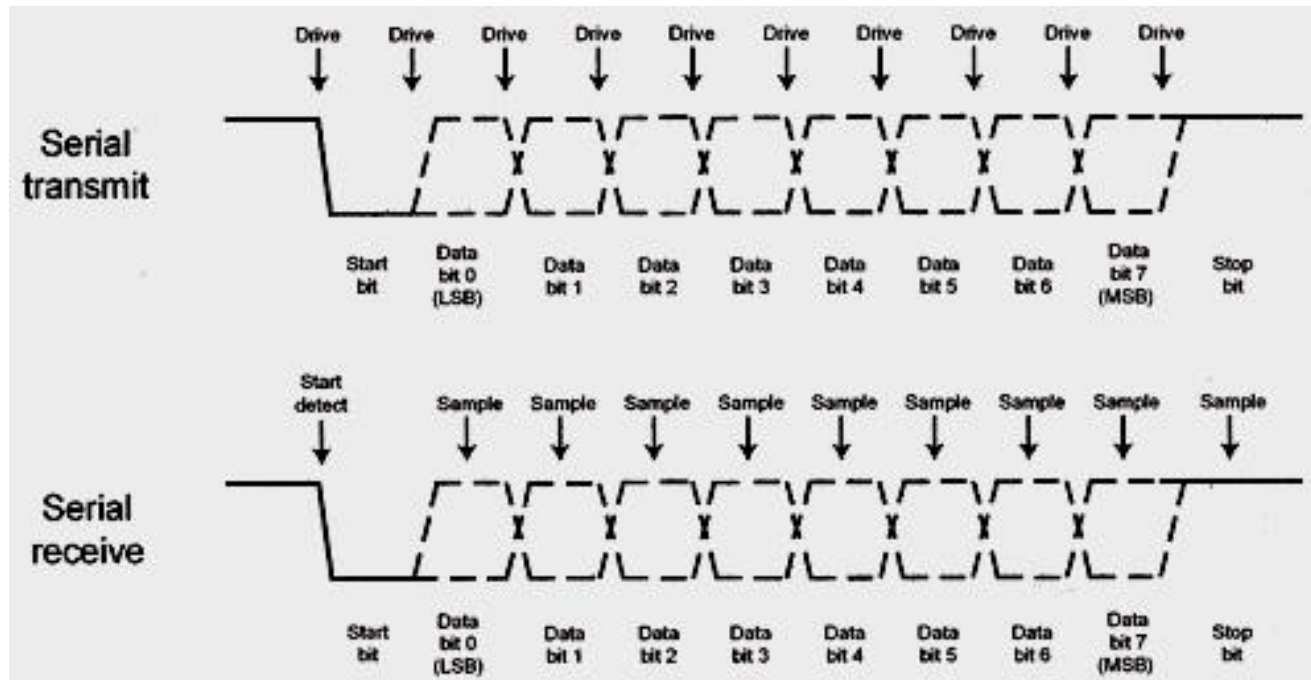 Drive Drive Drive Drive Drive Drive Drive Drive Drive Drive
Serial
transmit
Start
bit
Data
bit 0
(LSB)
Data
bit 1
Data
bit 2
Data
bit 3
Data
bit 4
Data
bit 5
Data
bit 6
Data
bit 7
(MSB)
Stop
bit
Start
detect
Sample Sample Sample Sample Sample Sample Sample Sample Sample
Serial
receive
Start
bit
Data
bit 0
(LSB)
Data
bit 1
Data
bit 2
Data
bit 3
Data
bit 4
Data
bit 5
Data
bit 6
Data
bit 7
(MSB)
Stop
bit